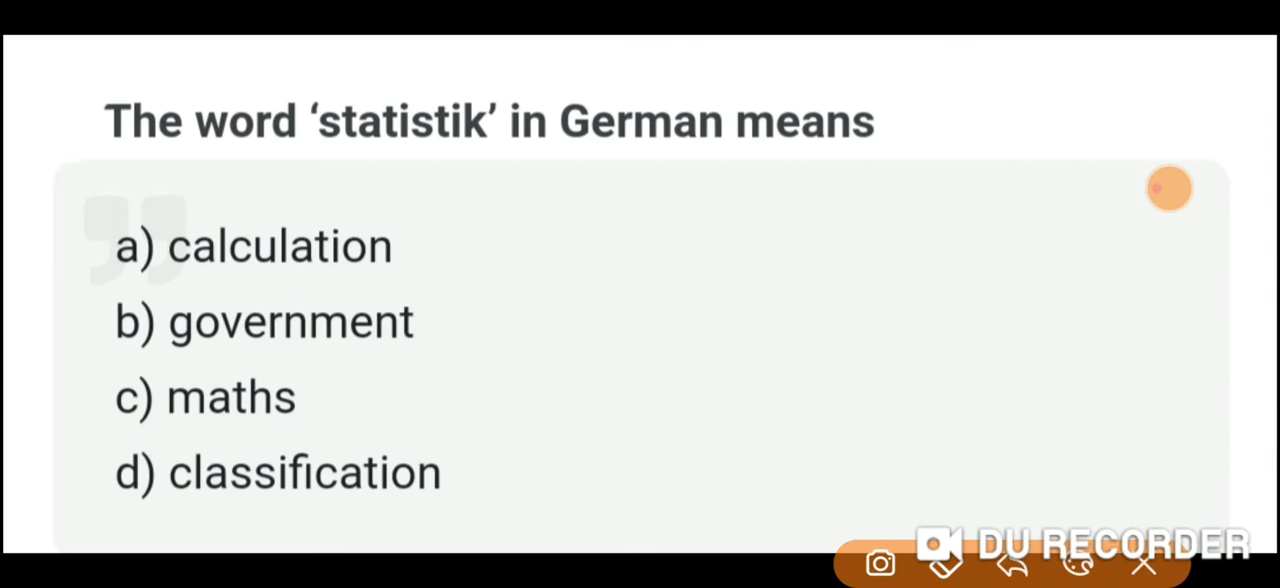 The word ‘statistik’ in German means
a) calculation
b) government
c) maths
d) classification
DU RECORDER